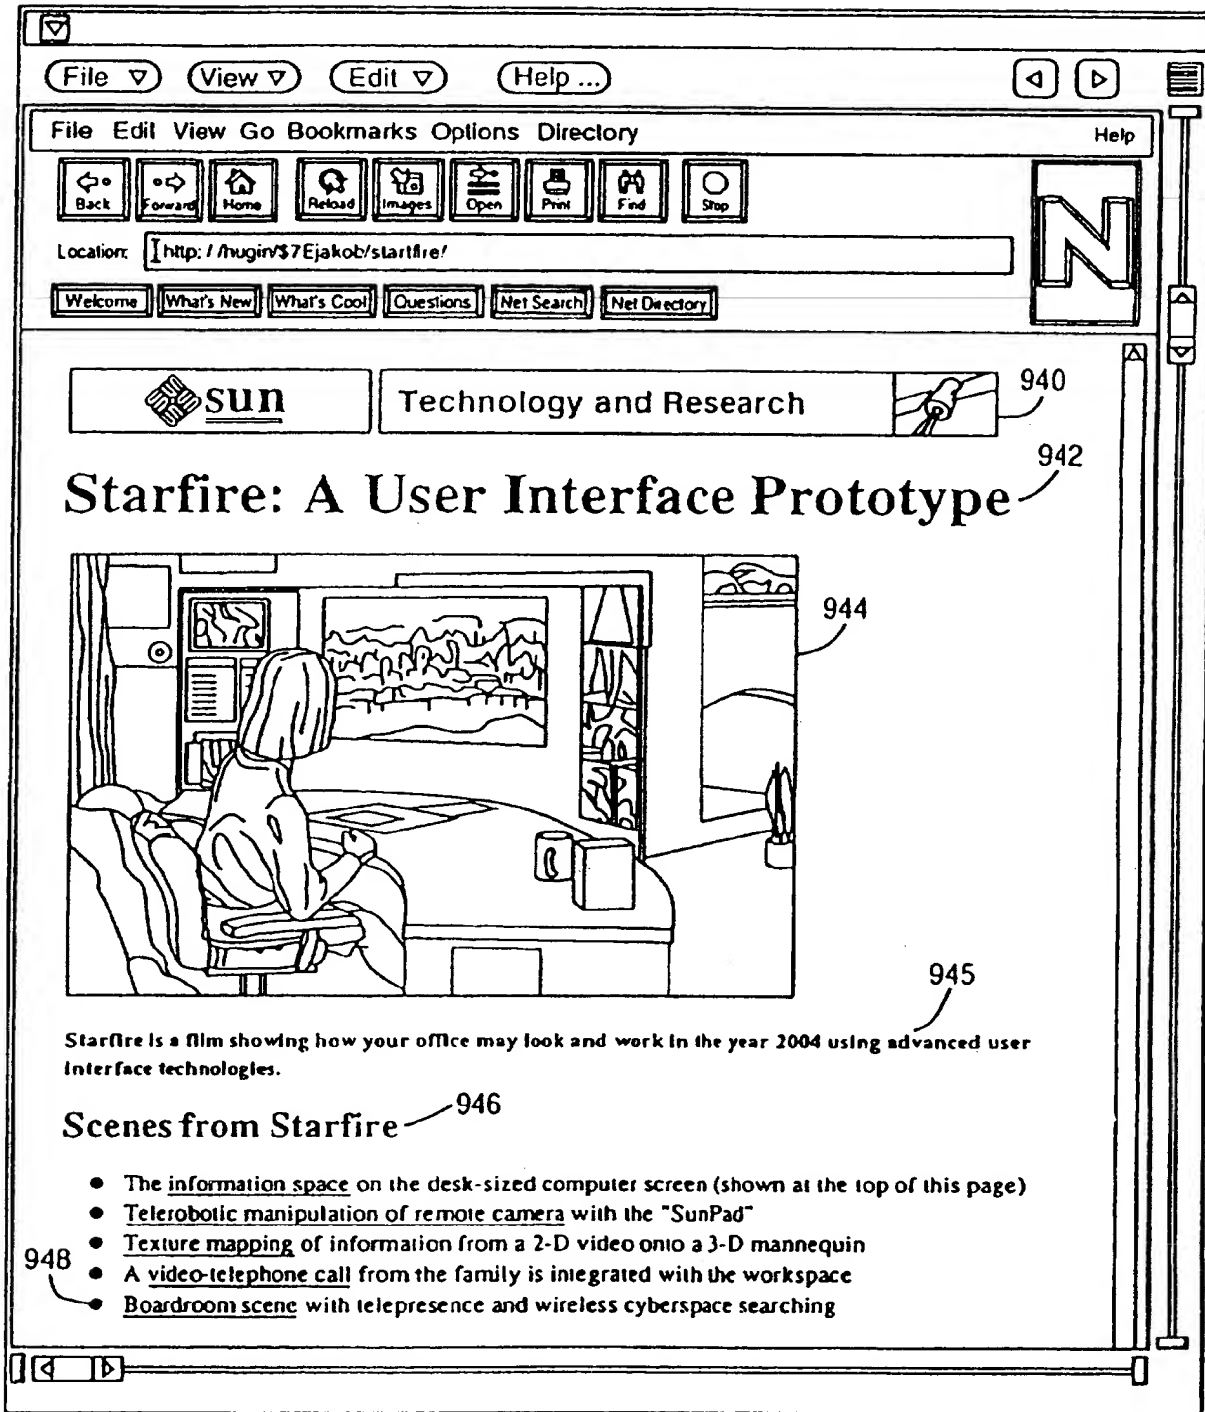 File View Edit Help ...
File Edit View Go Bookmarks Options Directory Help
Back Forward Home Reload Images Open Print Find Stop
N
Location: http://hugin/$7Ejakob/startfire/
Welcome What's New What's Cool Questions Net Search Net Directory
sun Technology and Research 940
942
Starfire: A User Interface Prototype
944
945
Starfire is a film showing how your office may look and work in the year 2004 using advanced user
interface technologies.
946
Scenes from Starfire
• The information space on the desk-sized computer screen (shown at the top of this page)
• Telerobotic manipulation of remote camera with the "SunPad"
• Texture mapping of information from a 2-D video onto a 3-D mannequin
948
• A video-telephone call from the family is integrated with the workspace
• Boardroom scene with telepresence and wireless cyberspace searching